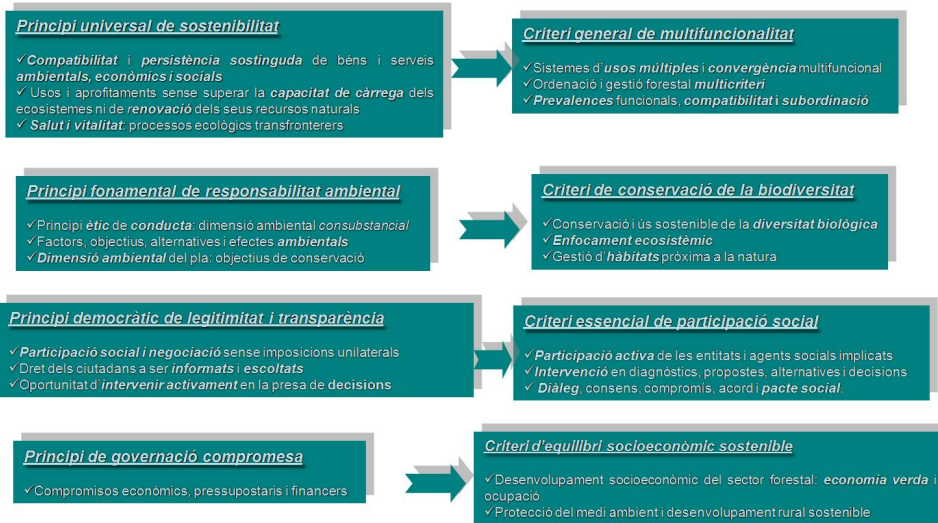 Principi universal de sostenibilitat
✓Compatibilitat i persistència sostinguda de béns i serveis
ambientals, econòmics i socials
✓ Usos i aprofitaments sense superar la capacitat de càrrega dels
ecosistemes ni de renovació dels seus recursos naturals
✓ Salut i vitalitat: processos ecològics transfronterers
Criteri general de multifuncionalitat
✓Sistemes d'usos múltiples i convergència multifuncional
✓Ordenació i gestió forestal multicriteri
✓Prevalences funcionals, compatibilitat i subordinació
Principi fonamental de responsabilitat ambiental
✓Principi ètic de conducta: dimensió ambiental consubstancial
✓Factors, objectius, alternatives i efectes ambientals
✓Dimensió ambiental del pla: objectius de conservació
Criteri de conservació de la biodiversitat
✓Conservació i ús sostenible de la diversitat biològica
✓Enfocament ecosistèmic
✓Gestió d'hàbitats pròxima a la natura
Principi democràtic de legitimitat i transparència
✓Participació social i negociació sense imposicions unilaterals
✓Dret dels ciutadans a ser informats i escoltats
✓Oportunitat d'intervenir activament en la presa de decisions
Criteri essencial de participació social
✓Participació activa de les entitats i agents socials implicats
✓Intervenció en diagnòstics, propostes, alternatives i decisions
✓ Diàleg, consens, compromís, acord i pacte social.
Principi de governació compromesa
✓Compromisos econòmics, pressupostaris i financers
Criteri d'equilibri socioeconòmic sostenible
✓Desenvolupament socioeconòmic del sector forestal: economia verda i
ocupació
✓Protecció del medi ambient i desenvolupament rural sostenible